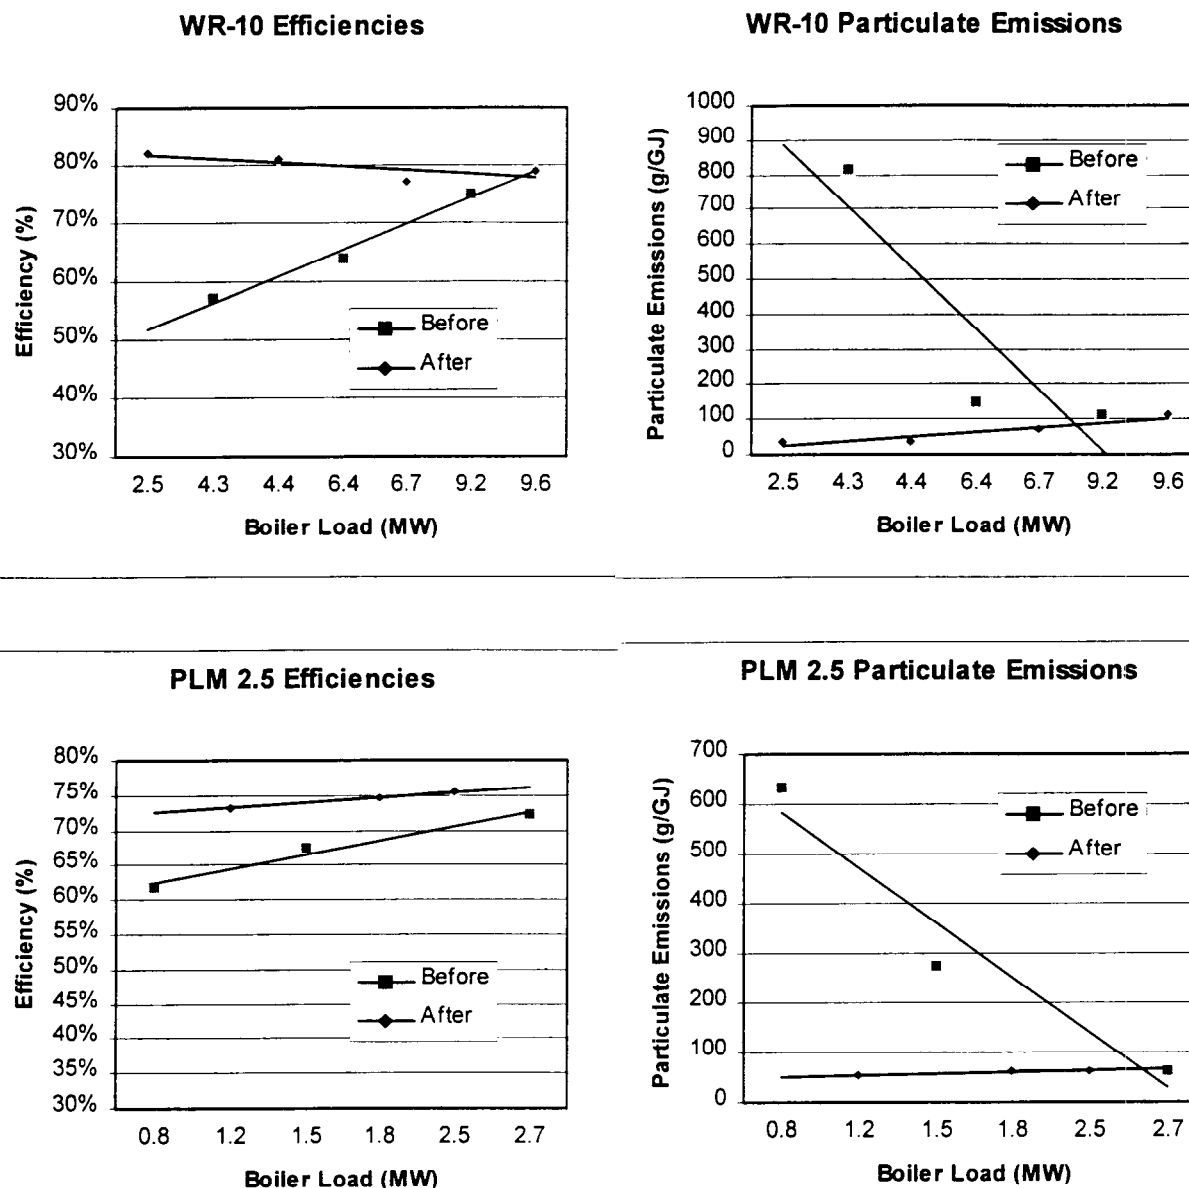 WR-10 Efficiencies
90%
80%
70%
60%
50%
40%
30%
Efficiency (%)
Before
After
2.5 4.3 4.4 6.4 6.7 9.2 9.6
Boiler Load (MW)
WR-10 Particulate Emissions
1000
900
800
700
600
500
400
300
200
100
0
Particulate Emissions (g/GJ)
Before
After
2.5 4.3 4.4 6.4 6.7 9.2 9.6
Boiler Load (MW)
PLM 2.5 Efficiencies
80%
75%
70%
65%
60%
55%
50%
45%
40%
35%
30%
Efficiency (%)
Before
After
0.8 1.2 1.5 1.8 2.5 2.7
Boiler Load (MW)
PLM 2.5 Particulate Emissions
700
600
500
400
300
200
100
0
Particulate Emissions (g/GJ)
Before
After
0.8 1.2 1.5 1.8 2.5 2.7
Boiler Load (MW)